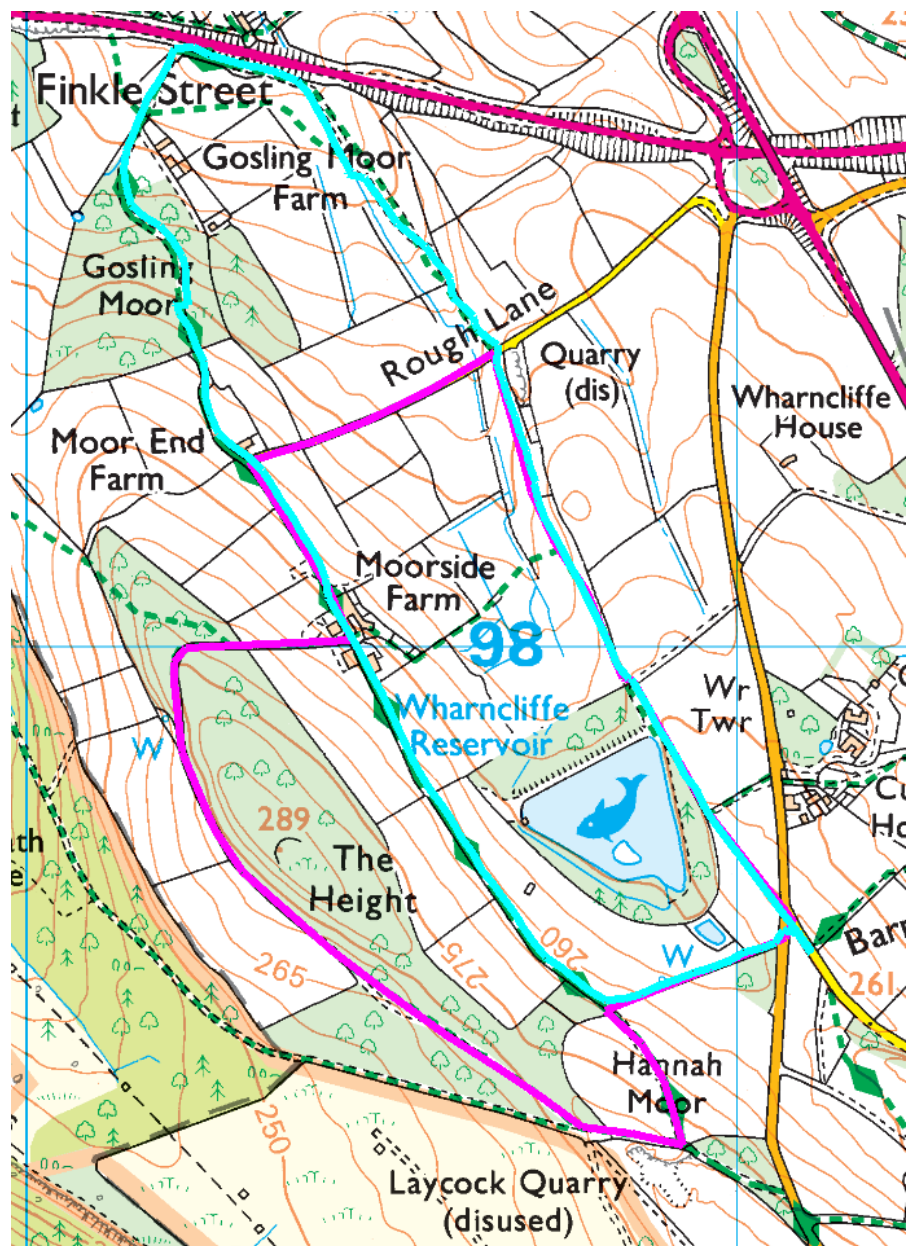 Finkle Street
Gosling Moor
Farm
Gosling
Moor
Rough Lane
Quarry
(dis)
Wharncliffe
House
Moor End
Farm
Moorside
Farm
98
Wr
Twr
Wharncliffe
Reservoir
W
289
The
Height
W
260
275
265
261
Hannah
Moor
250
Laycock Quarry
(disused)